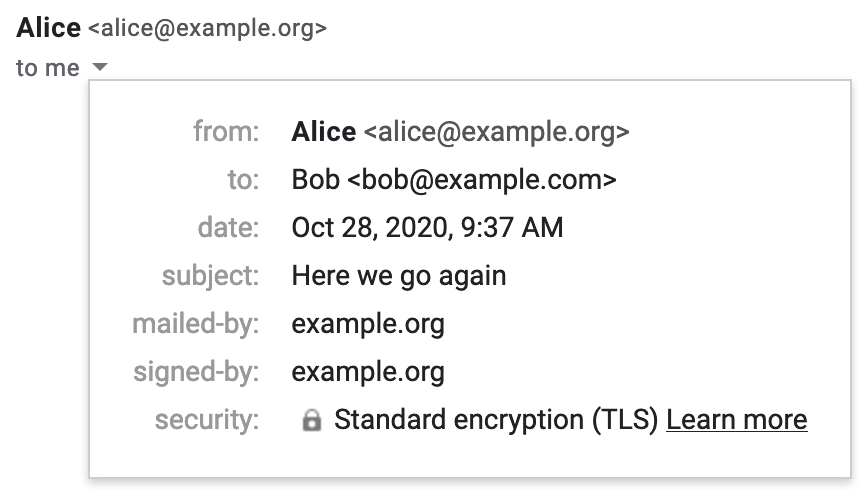 Alice <alice@example.org>
to me
from: Alice <alice@example.org>
to: Bob <bob@example.com>
date: Oct 28, 2020, 9:37 AM
subject: Here we go again
mailed-by: example.org
signed-by: example.org
security: Standard encryption (TLS) Learn more